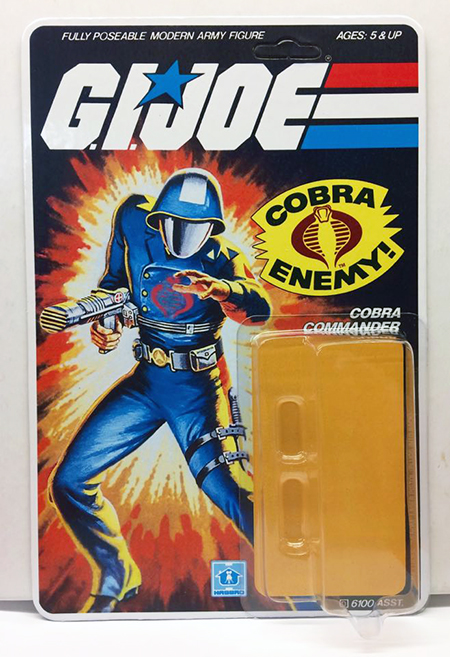 FULLY POSEABLE MODERN ARMY FIGURE
AGES: 5 & UP
G.I.JOE®
COBRA
ENEMY!
COBRA
COMMANDER
HASBRO
6100 ASST.